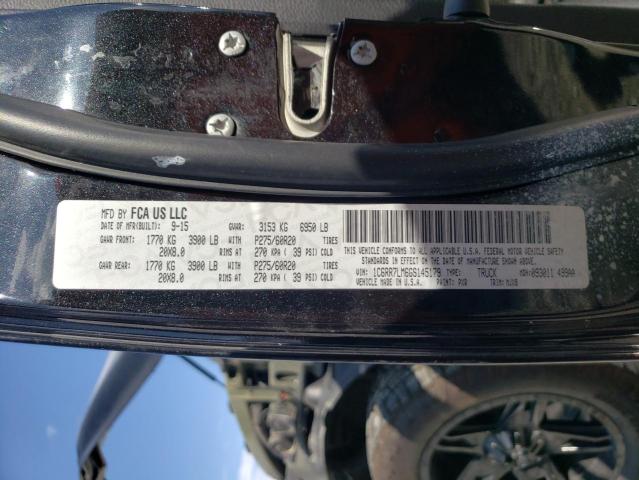 MFD BY FCA US LLC
DATE OF MFR(BUILT): 9-15 GVWR: 3153 KG 6950 LB
GAWR FRONT: 1770 KG 3900 LB WITH P275/60R20 TIRES
20X8.0 RIMS AT 270 KPA ( 39 PSI) COLD
GAWR REAR: 1770 KG 3900 LB WITH P275/60R20 TIRES
20X8.0 RIMS AT 270 KPA ( 39 PSI) COLD
THIS VEHICLE CONFORMS TO ALL APPLICABLE U.S.A. FEDERAL MOTOR VEHICLE SAFETY
STANDARDS IN EFFECT ON THE DATE OF MANUFACTURE SHOWN ABOVE.
VIN: 1C6RR7LM6GS145179 TYPE: TRUCK MDH: 093011 499AA
VEHICLE MADE IN U.S.A. PAINT: PXR TRIM: